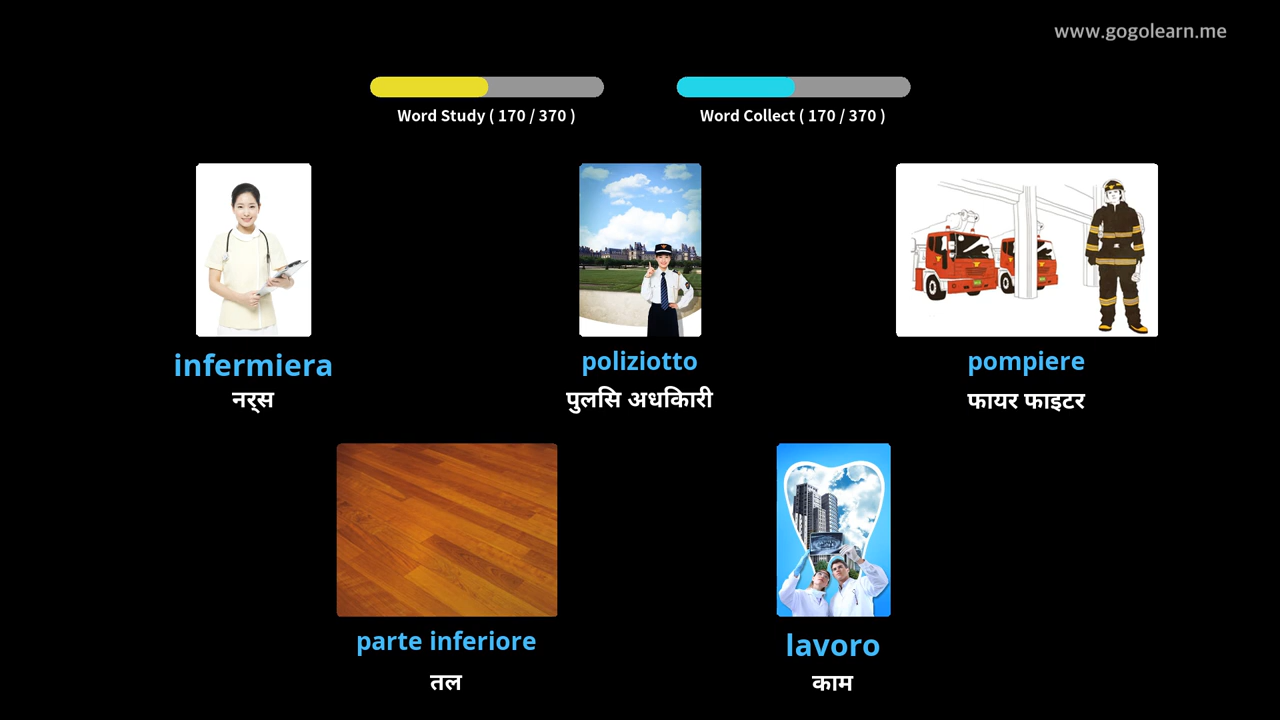 www.gogolearn.me
Word Study ( 170 / 370 )
Word Collect ( 170 / 370 )
infermiera
नर्स
poliziotto
पुलिस अधिकारी
pompiere
फायर फाइटर
parte inferiore
तल
lavoro
काम